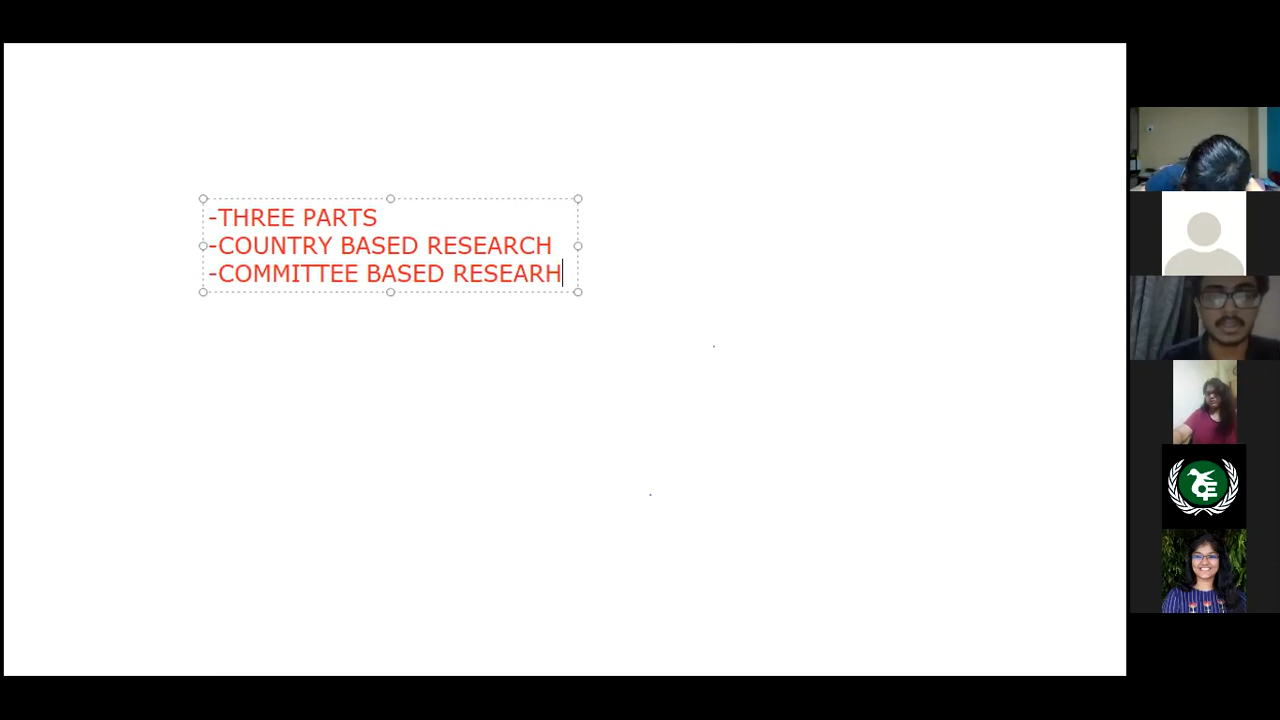 -THREE PARTS
-COUNTRY BASED RESEARCH
-COMMITTEE BASED RESEARH